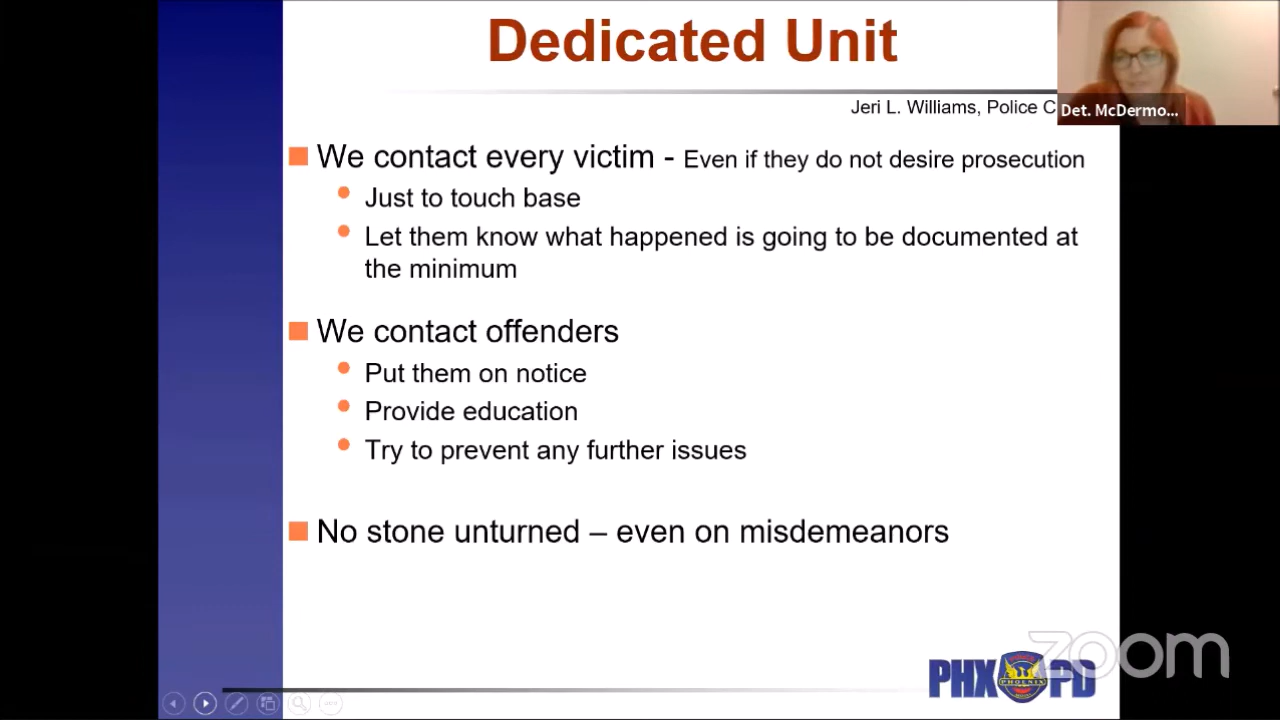 Dedicated Unit
Jeri L. Williams, Police C
Det. McDermo...
We contact every victim - Even if they do not desire prosecution
Just to touch base
Let them know what happened is going to be documented at
the minimum
We contact offenders
Put them on notice
Provide education
Try to prevent any further issues
No stone unturned – even on misdemeanors
zoom
PHX PHOENIX PD